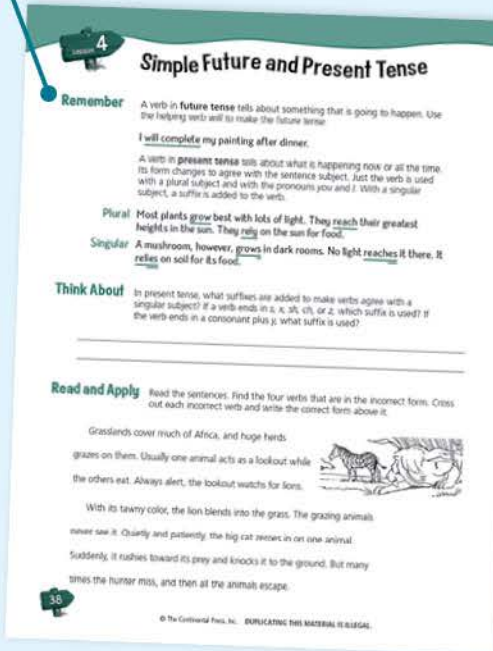 Lesson 4
Simple Future and Present Tense
Remember
A verb in future tense tells about something that is going to happen. Use
the helping verb will to make the future tense.
I will complete my painting after dinner.
A verb in present tense tells about what is happening now or all the time.
Its form changes to agree with the sentence subject. Just the verb is used
with a plural subject and with the pronouns you and I. With a singular
subject, a suffix is added to the verb.
Plural Most plants grow best with lots of light. They reach their greatest
heights in the sun. They rely on the sun for food.
Singular A mushroom, however, grows in dark rooms. No light reaches it there. It
relies on soil for its food.
Think About
In present tense, what suffixes are added to make verbs agree with a
singular subject? If a verb ends in s, x, sh, ch, or z, which suffix is used? If
the verb ends in a consonant plus y, what suffix is used?
Read and Apply
Read the sentences. Find the four verbs that are in the incorrect form. Cross
out each incorrect verb and write the correct form above it.
Grasslands cover much of Africa, and huge herds
grazes on them. Usually one animal acts as a lookout while
the others eat. Always alert, the lookout watchs for lions.
With its tawny color, the lion blends into the grass. The grazing animals
never see it. Quietly and patiently, the big cat zeroes in on one animal.
Suddenly, it rushies toward its prey and knocks it to the ground. But many
times the hunter miss, and then all the animals escape.
38
© The Continental Press, Inc. DUPLICATING THIS MATERIAL IS ILLEGAL.